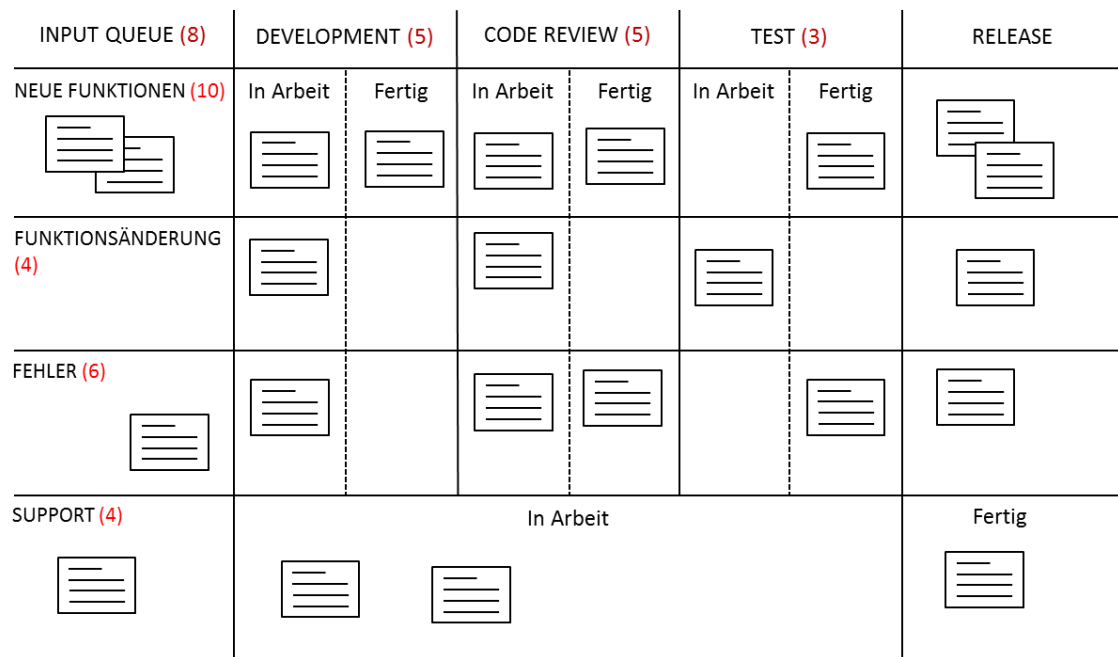 INPUT QUEUE (8)
DEVELOPMENT (5)
CODE REVIEW (5)
TEST (3)
RELEASE
NEUE FUNKTIONEN (10)
In Arbeit
Fertig
In Arbeit
Fertig
In Arbeit
Fertig
FUNKTIONSÄNDERUNG
(4)
FEHLER (6)
SUPPORT (4)
In Arbeit
Fertig